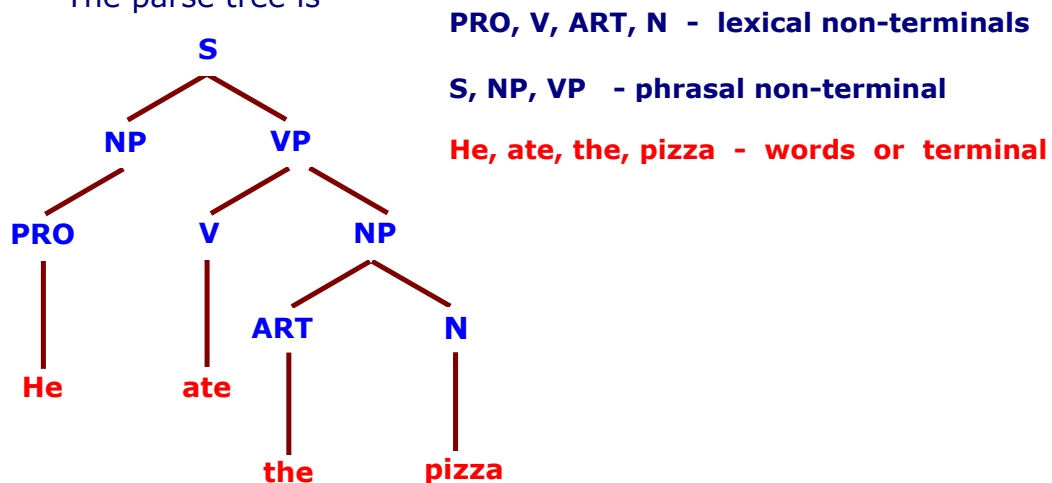 The parse tree is
PRO, V, ART, N - lexical non-terminals
S
S, NP, VP - phrasal non-terminal
NP VP
He, ate, the, pizza - words or terminal
PRO V NP
ART N
He ate
the pizza